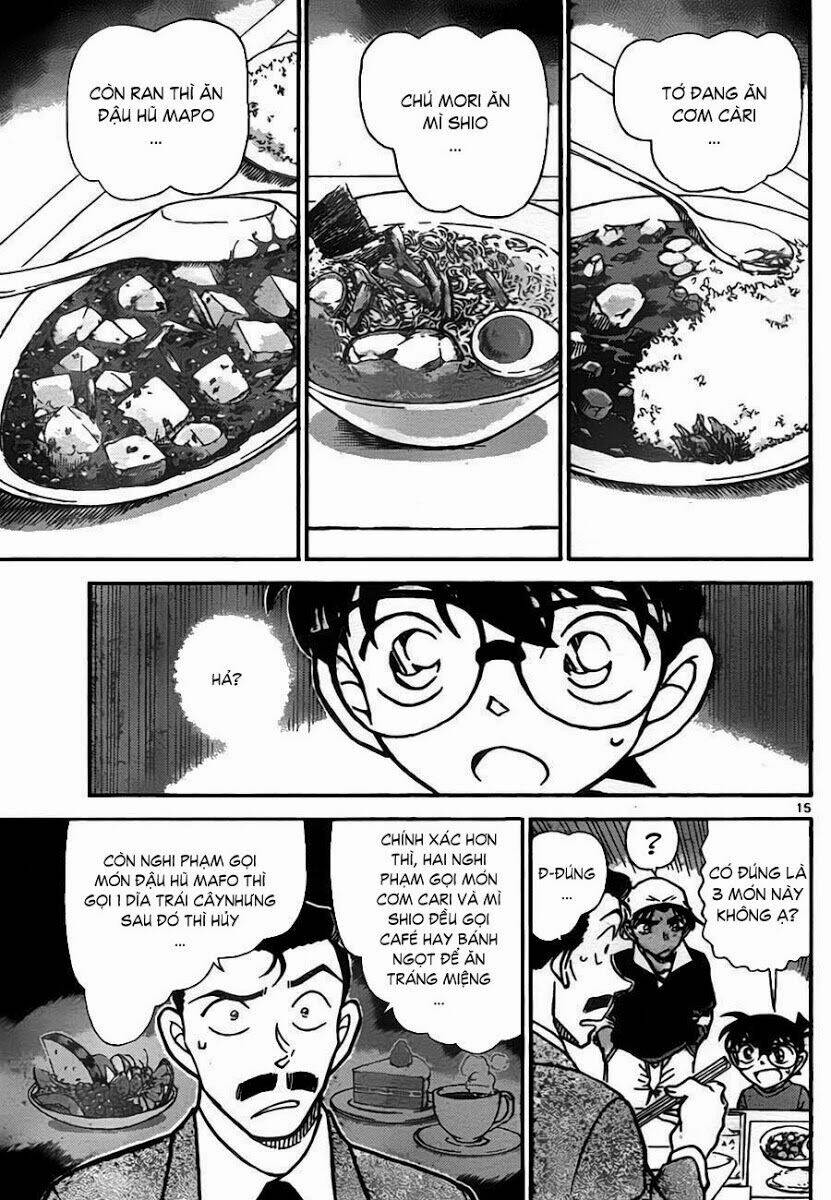 TỚ ĐANG ĂN
CƠM CÀRI
...
CHÚ MORI ĂN
MÌ SHIO
...
CÒN RAN THÌ ĂN
ĐẬU HŨ MAPO
...
HẢ?
15
CÓ ĐÚNG LÀ
3 MÓN NÀY
KHÔNG Ạ?
?
Đ-ĐÚNG
...
CHÍNH XÁC HƠN
THÌ, HAI NGHI
PHẠM GỌI MÓN
CƠM CARI VÀ MÌ
SHIO ĐỀU GỌI
CAFÉ HAY BÁNH
NGỌT ĐỂ ĂN
TRÁNG MIỆNG
...
CÒN NGHI PHẠM GỌI
MÓN ĐẬU HŨ MAFO THÌ
GỌI 1 DĨA TRÁI CÂYNHƯNG
SAU ĐÓ THÌ HỦY
...